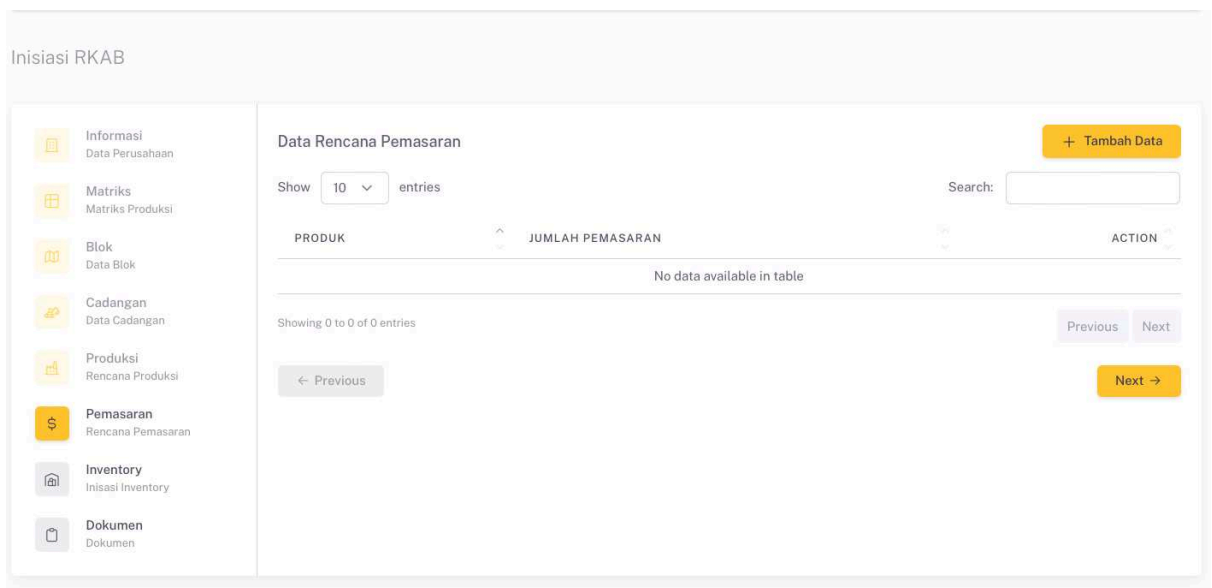 Inisiasi RKAB
Informasi
Data Perusahaan
Matriks
Matriks Produksi
Blok
Data Blok
Cadangan
Data Cadangan
Produksi
Rencana Produksi
Pemasaran
Rencana Pemasaran
Inventory
Inisasi Inventory
Dokumen
Dokumen
Data Rencana Pemasaran
+ Tambah Data
Show 10 entries
Search:
PRODUK JUMLAH PEMASARAN ACTION
No data available in table
Showing 0 to 0 of 0 entries
Previous Next
← Previous
Next →